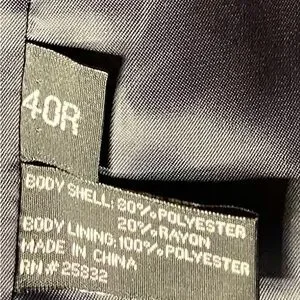 40R
BODY SHELL: 80% POLYESTER
20% RAYON
BODY LINING: 100% POLYESTER
MADE IN CHINA
RN # 25832